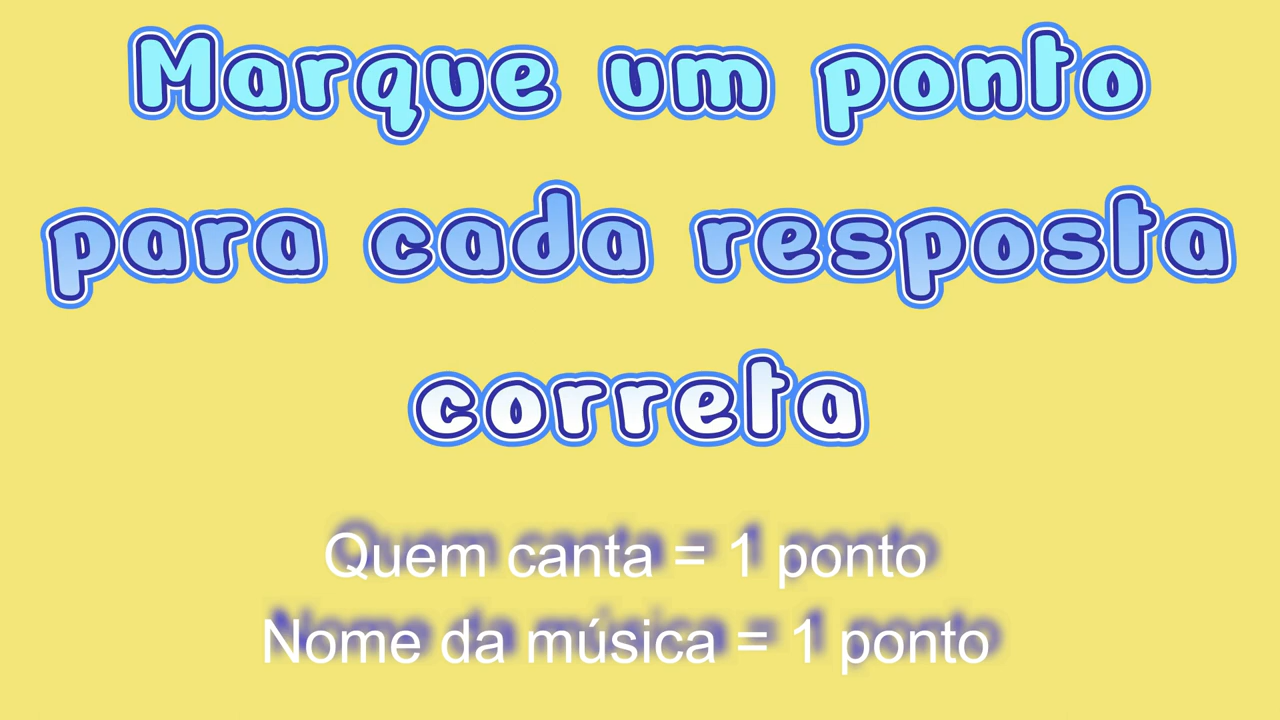 Marque um ponto
para cada resposta
correta
Quem canta = 1 ponto
Nome da música = 1 ponto